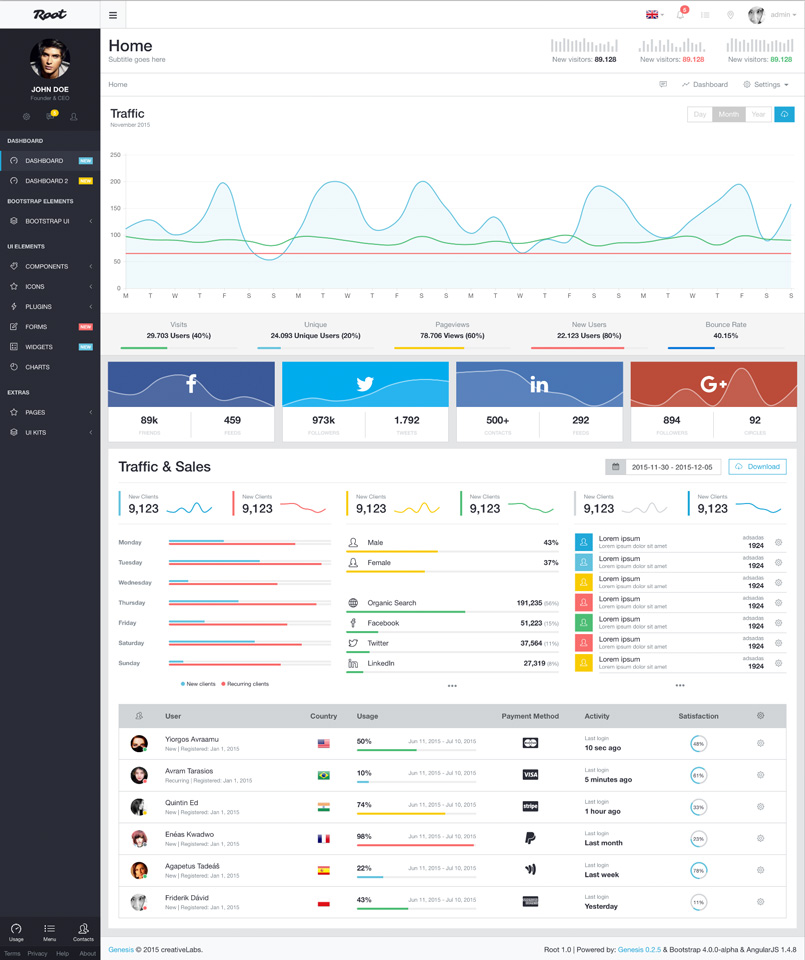 Root
6
admin
JOHN DOE
Founder & CEO
DASHBOARD
DASHBOARD NEW
DASHBOARD 2 NEW
BOOTSTRAP ELEMENTS
BOOTSTRAP UI
UI ELEMENTS
COMPONENTS
ICONS
PLUGINS
FORMS NEW
WIDGETS NEW
CHARTS
EXTRAS
PAGES
UI KITS
Usage Menu Contacts
Terms Privacy Help About
Home
Subtitle goes here
New visitors: 89.128 New visitors: 89.128 New visitors: 89.128
Home
Dashboard Settings
Traffic
November 2015
Day Month Year
250
200
150
100
50
0
M T W T F S S M T W T F S S M T W T F S S M T W T F S S
Visits Unique Pageviews New Users Bounce Rate
29.703 Users (40%) 24.093 Unique Users (20%) 78.706 Views (60%) 22.123 Users (80%) 40.15%
f in G+
89k 459 973k 1.792 500+ 292 894 92
FRIENDS FEEDS FOLLOWERS TWEETS CONTACTS FEEDS FOLLOWERS CIRCLES
Traffic & Sales
2015-11-30 - 2015-12-05
Download
New Clients New Clients New Clients New Clients New Clients New Clients
9,123 9,123 9,123 9,123 9,123 9,123
Monday
Tuesday
Wednesday
Thursday
Friday
Saturday
Sunday
New clients Recurring clients
Male 43%
Female 37%
Organic Search 191,235 (56%)
Facebook 51,223 (15%)
Twitter 37,564 (11%)
LinkedIn 27,319 (8%)
Lorem ipsum adsadas
Lorem ipsum dolor sit amet 1924
Lorem ipsum adsadas
Lorem ipsum dolor sit amet 1924
Lorem ipsum adsadas
Lorem ipsum dolor sit amet 1924
Lorem ipsum adsadas
Lorem ipsum dolor sit amet 1924
Lorem ipsum adsadas
Lorem ipsum dolor sit amet 1924
Lorem ipsum adsadas
Lorem ipsum dolor sit amet 1924
Lorem ipsum adsadas
Lorem ipsum dolor sit amet 1924
User Country Usage Payment Method Activity Satisfaction
Yiorgos Avraamu 50% Jun 11, 2015 - Jul 10, 2015 Last login 48%
New | Registered: Jan 1, 2015 10 sec ago
Avram Tarasios 10% Jun 11, 2015 - Jul 10, 2015 VISA Last login 61%
Recurring | Registered: Jan 1, 2015 5 minutes ago
Quintin Ed 74% Jun 11, 2015 - Jul 10, 2015 stripe Last login 33%
New | Registered: Jan 1, 2015 1 hour ago
Enéas Kwadwo 98% Jun 11, 2015 - Jul 10, 2015 Last login 23%
New | Registered: Jan 1, 2015 Last month
Agapetus Tadeáš 22% Jun 11, 2015 - Jul 10, 2015 Last login 78%
New | Registered: Jan 1, 2015 Last week
Friderik Dávid 43% Jun 11, 2015 - Jul 10, 2015 Last login 11%
New | Registered: Jan 1, 2015 Yesterday
Genesis © 2015 creativeLabs.
Root 1.0 | Powered by: Genesis 0.2.5 & Bootstrap 4.0.0-alpha & AngularJS 1.4.8